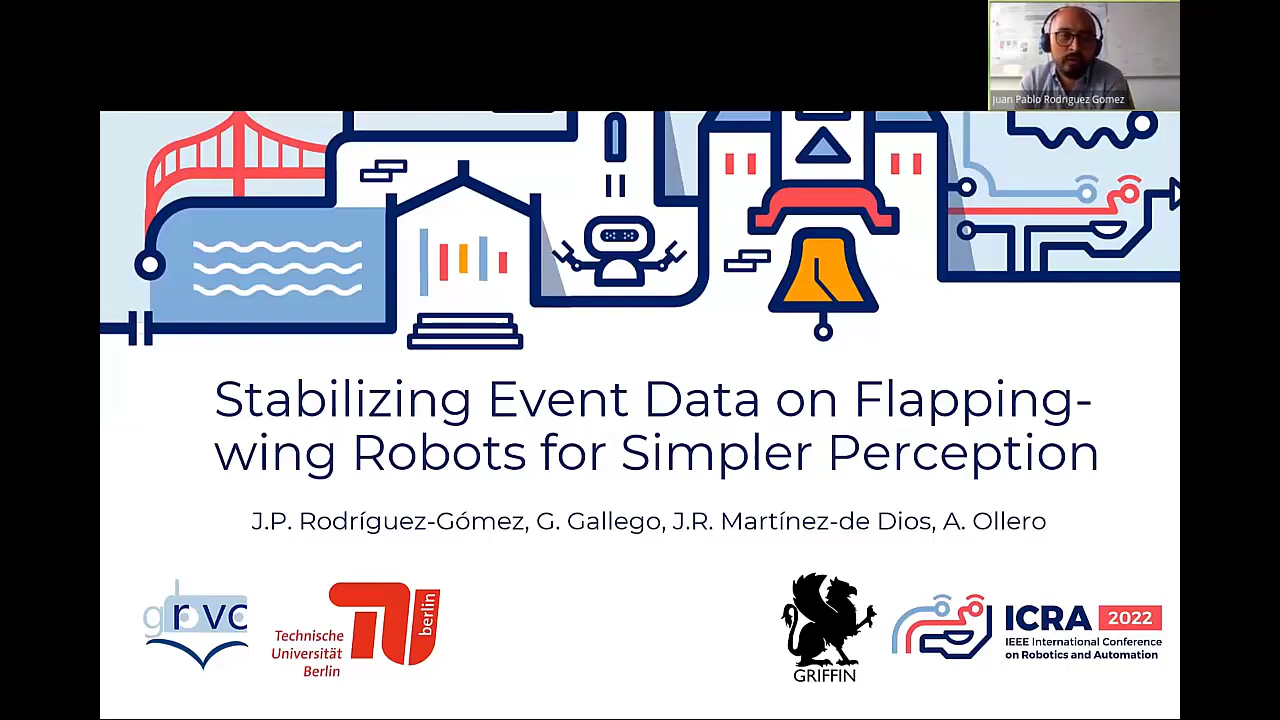 Juan Pablo Rodriguez Gomez
Stabilizing Event Data on Flapping-
wing Robots for Simpler Perception
J.P. Rodríguez-Gómez, G. Gallego, J.R. Martínez-de Dios, A. Ollero
grvc
Technische
Universität
Berlin
berlin
GRIFFIN
ICRA 2022
IEEE International Conference
on Robotics and Automation